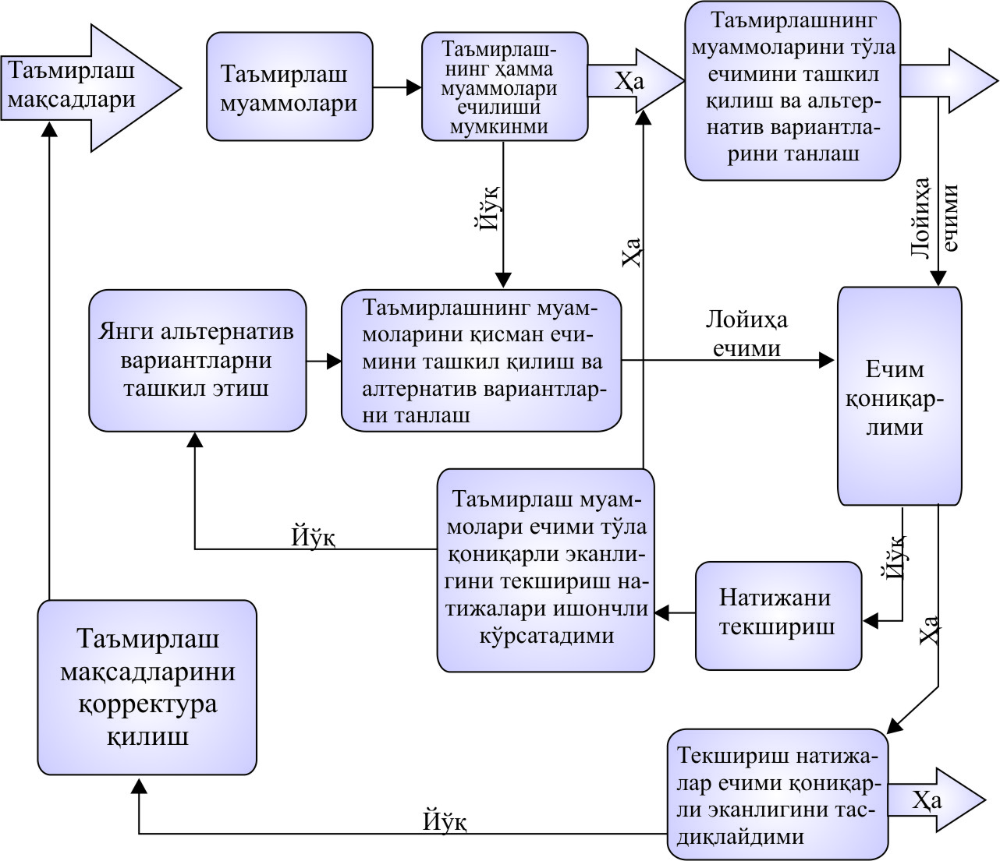 Таъмирлаш
мақсадлари
Таъмирлаш
муаммолари
Таъмирлаш-
нинг ҳамма
муаммолари
ечилиши
мумкинми
Ҳа
Таъмирлашнинг
муаммоларини тўла
ечимини ташкил
қилиш ва альтер-
натив вариантла-
рини танлаш
Йўқ
Ҳа
Лойиҳа
ечими
Янги альтернатив
вариантларни
ташкил этиш
Таъмирлашнинг муам-
моларини қисман ечи-
мини ташкил қилиш ва
алтернатив вариантлар-
ни танлаш
Лойиҳа
ечими
Ечим
қониқар-
лими
Йўқ
Таъмирлаш муам-
молари ечими тўла
қониқарли эканли-
гини текшириш на-
тижалари ишончли
кўрсатадими
Натижани
текшириш
Йўқ
Ҳа
Таъмирлаш
мақсадларини
қорректура
қилиш
Текшириш натижа-
лар ечими қониқар-
ли эканлигини тас-
диқлайдими
Ҳа
Йўқ